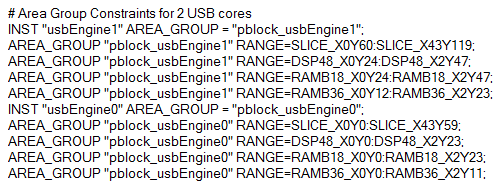 # Area Group Constraints for 2 USB cores
INST "usbEngine1" AREA_GROUP = "pblock_usbEngine1";
AREA_GROUP "pblock_usbEngine1" RANGE=SLICE_X0Y60:SLICE_X43Y119;
AREA_GROUP "pblock_usbEngine1" RANGE=DSP48_X0Y24:DSP48_X2Y47;
AREA_GROUP "pblock_usbEngine1" RANGE=RAMB18_X0Y24:RAMB18_X2Y47;
AREA_GROUP "pblock_usbEngine1" RANGE=RAMB36_X0Y12:RAMB36_X2Y23;
INST "usbEngine0" AREA_GROUP = "pblock_usbEngine0";
AREA_GROUP "pblock_usbEngine0" RANGE=SLICE_X0Y0:SLICE_X43Y59;
AREA_GROUP "pblock_usbEngine0" RANGE=DSP48_X0Y0:DSP48_X2Y23;
AREA_GROUP "pblock_usbEngine0" RANGE=RAMB18_X0Y0:RAMB18_X2Y23;
AREA_GROUP "pblock_usbEngine0" RANGE=RAMB36_X0Y0:RAMB36_X2Y11;